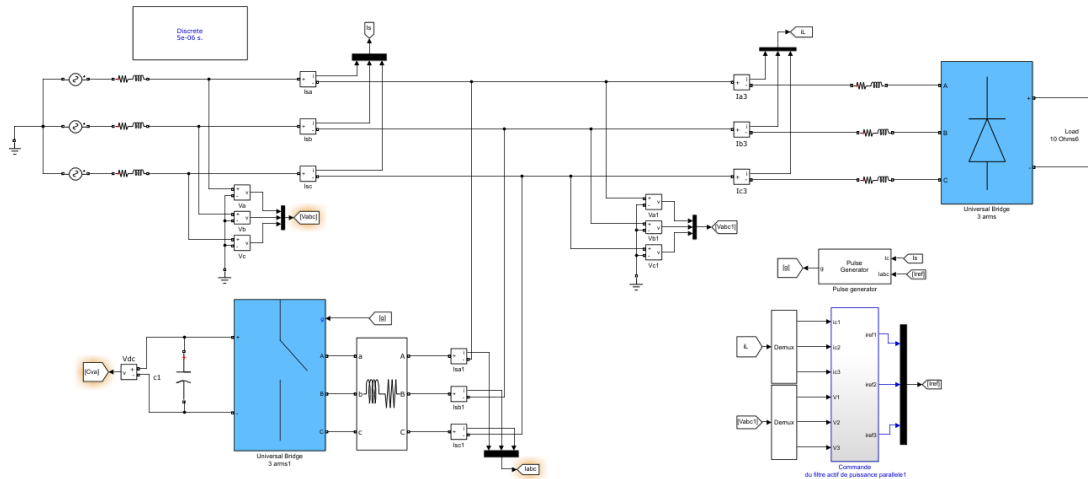 Discrete
5e-06 s.
Is
iL
Isa
Isb
Isc
Ia3
Ib3
Ic3
A
B
C
+
-
Load
10 Ohms6
Universal Bridge
3 arms
Va
Vb
Vc
[Vabc]
Va1
Vb1
Vc1
[Vabc1]
[g]
g
Pulse
Generator
Ic
Iabc
Is
[Iref]
Pulse generator
[Cva]
Vdc
c1
+
-
g
A
B
C
[g]
Universal Bridge
3 arms1
a
b
c
A
B
C
Isa1
Isb1
Isc1
Iabc
iL
[Vabc1]
Demux
Demux
ic1
ic2
ic3
V1
V2
V3
iref1
iref2
iref3
[Iref]
Commande
du filtre actif de puissance parallele1